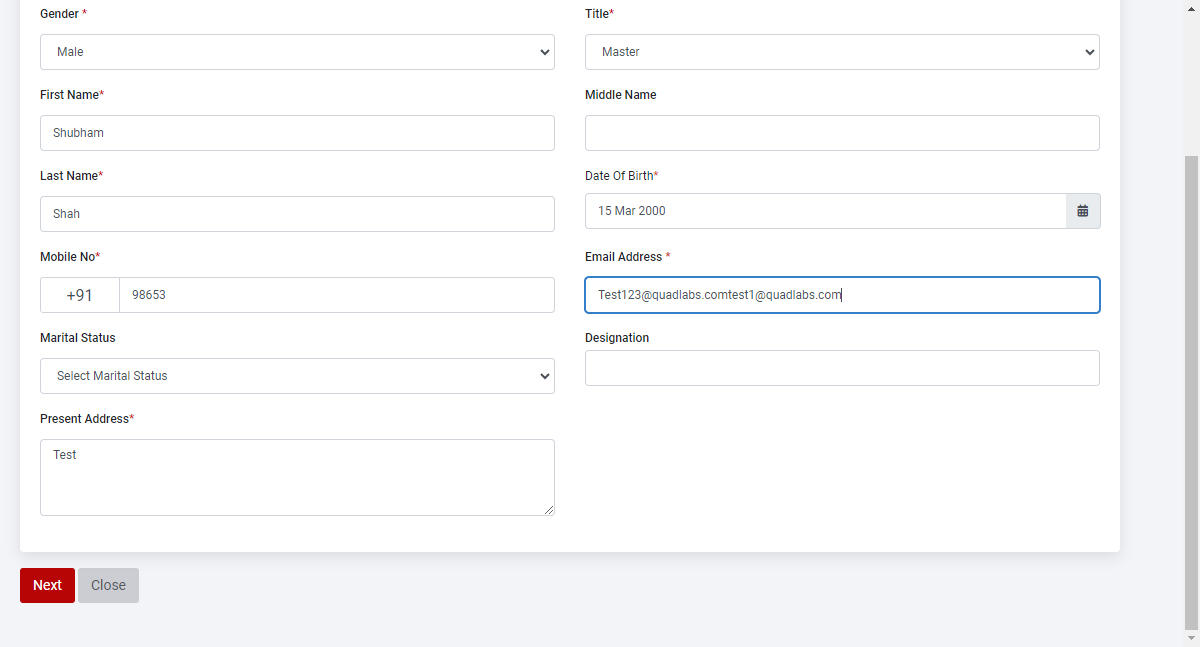 Gender * Title*
Male Master
First Name* Middle Name
Shubham
Last Name* Date Of Birth*
Shah 15 Mar 2000
Mobile No* Email Address *
+91 98653 Test123@quadlabs.comtest1@quadlabs.com
Marital Status Designation
Select Marital Status
Present Address*
Test
Next Close